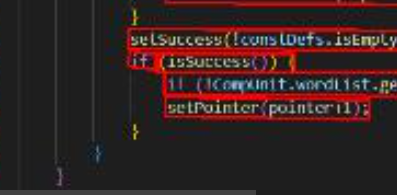 }
setSuccess(!constDefs.isEmpty
if (isSuccess()) {
if (!CompUnit.wordList.ge
setPointer(pointer+1);
}
}
}